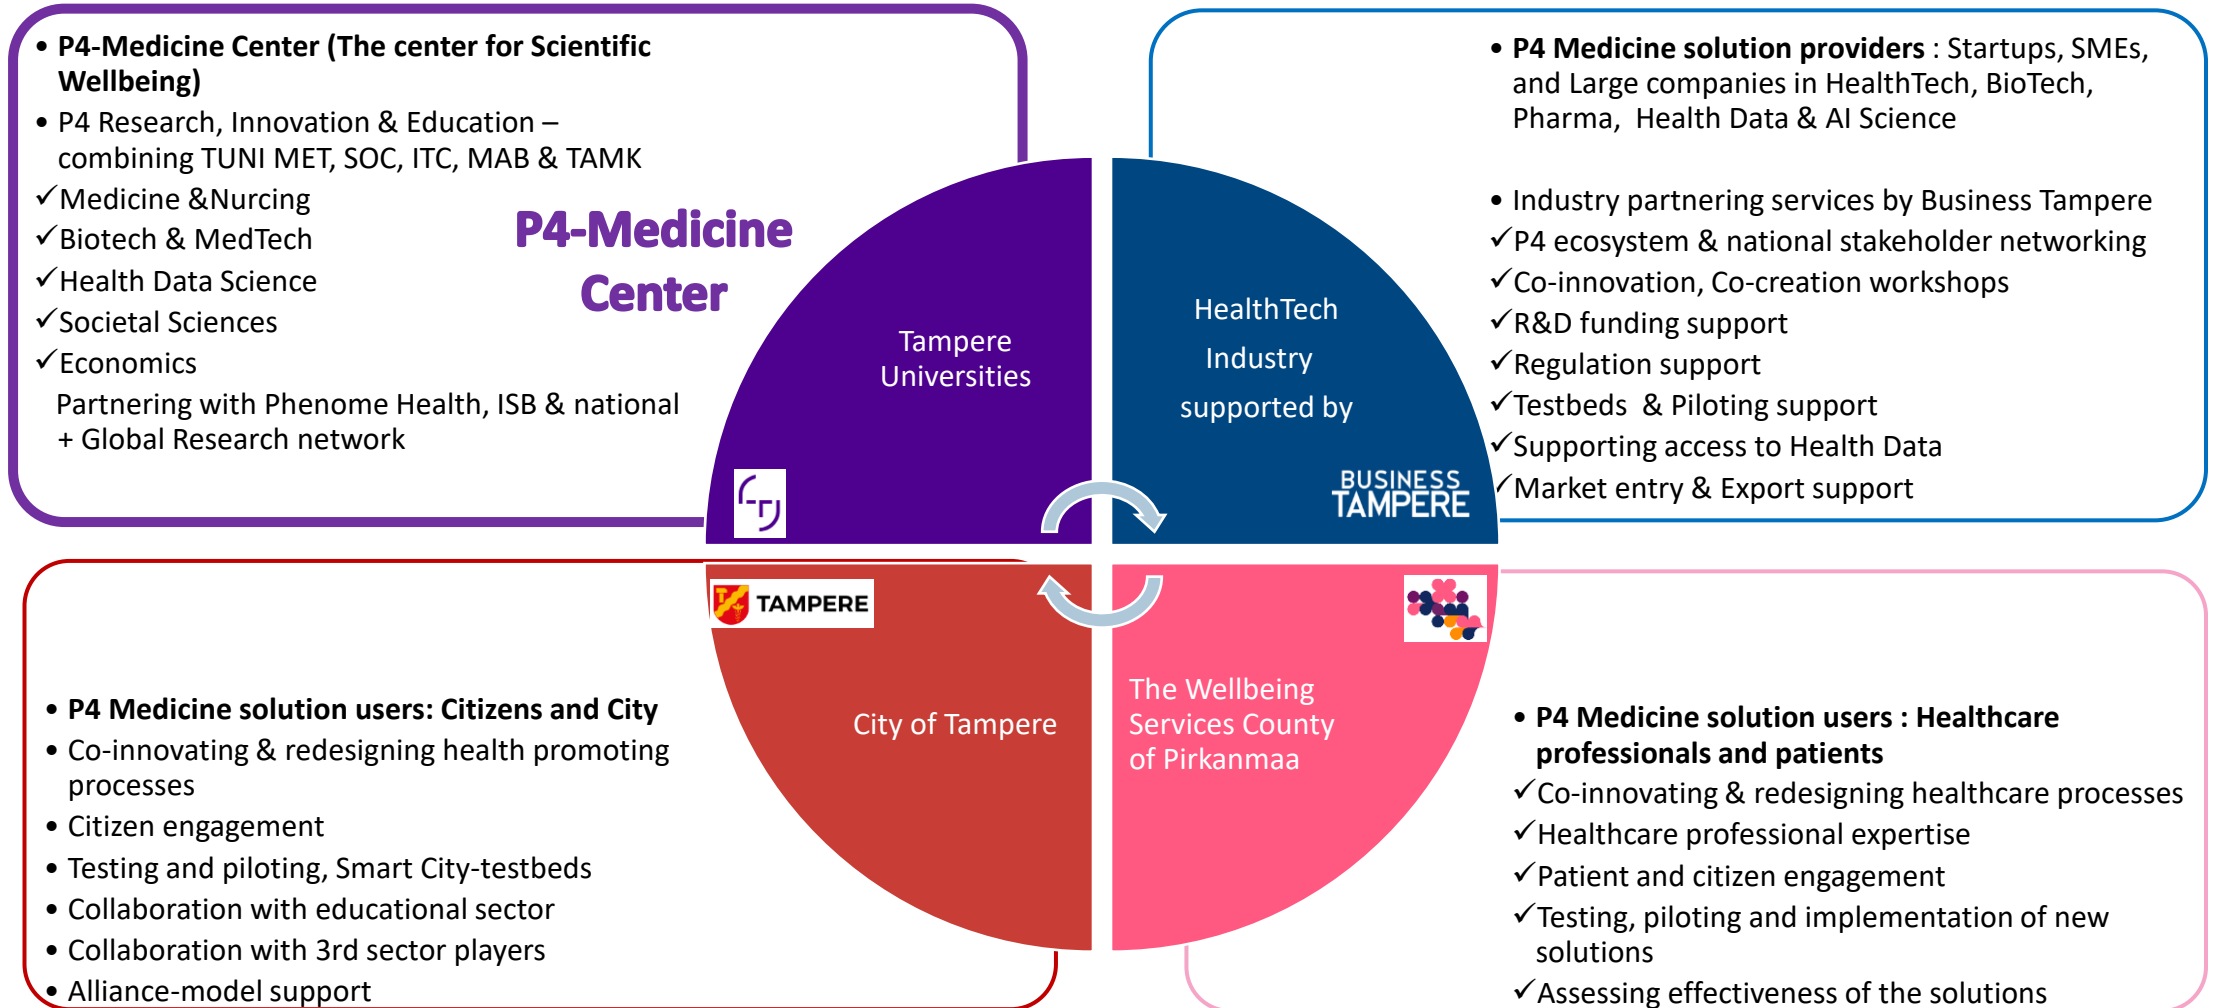 • P4-Medicine Center (The center for Scientific
Wellbeing)
• P4 Research, Innovation & Education –
combining TUNI MET, SOC, ITC, MAB & TAMK
✓Medicine &Nurcing
✓Biotech & MedTech
✓Health Data Science
✓Societal Sciences
✓Economics
Partnering with Phenome Health, ISB & national
+ Global Research network
P4-Medicine
Center
Tampere
Universities
HealthTech
Industry
supported by
BUSINESS
TAMPERE
• P4 Medicine solution providers : Startups, SMEs,
and Large companies in HealthTech, BioTech,
Pharma, Health Data & AI Science
• Industry partnering services by Business Tampere
✓P4 ecosystem & national stakeholder networking
✓Co-innovation, Co-creation workshops
✓R&D funding support
✓Regulation support
✓Testbeds & Piloting support
✓Supporting access to Health Data
✓Market entry & Export support
TAMPERE
City of Tampere
• P4 Medicine solution users: Citizens and City
• Co-innovating & redesigning health promoting
processes
• Citizen engagement
• Testing and piloting, Smart City-testbeds
• Collaboration with educational sector
• Collaboration with 3rd sector players
• Alliance-model support
The Wellbeing
Services County
of Pirkanmaa
• P4 Medicine solution users : Healthcare
professionals and patients
✓Co-innovating & redesigning healthcare processes
✓Healthcare professional expertise
✓Patient and citizen engagement
✓Testing, piloting and implementation of new
solutions
✓Assessing effectiveness of the solutions